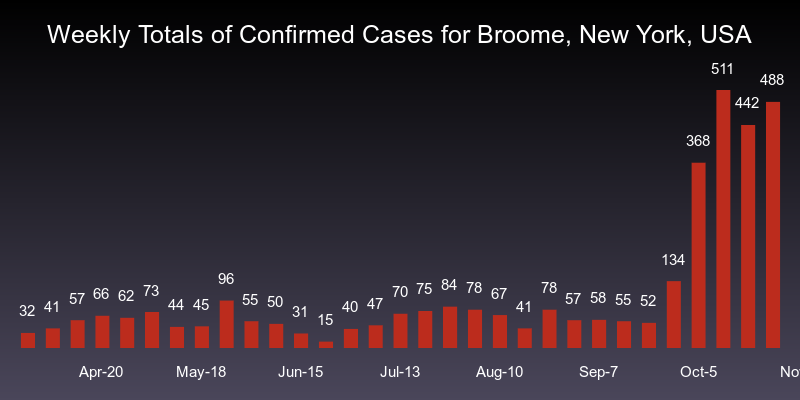 Weekly Totals of Confirmed Cases for Broome, New York, USA
32 41 57 66 62 73 44 45 96 55 50 31 15 40 47 70 75 84 78 67 41 78 57 58 55 52 134 368 511 442 488
Apr-20 May-18 Jun-15 Jul-13 Aug-10 Sep-7 Oct-5 No